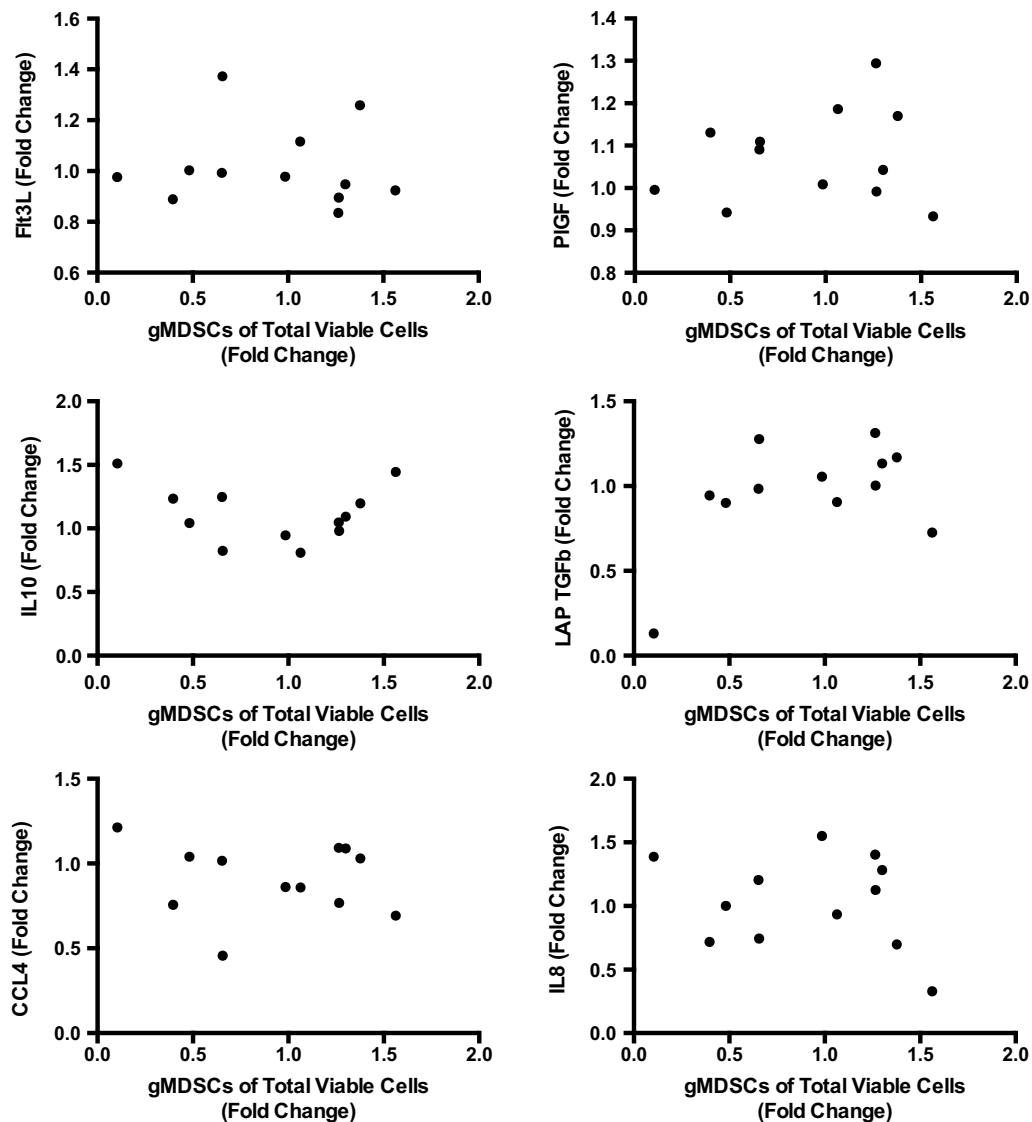 Flt3L (Fold Change)
1.6
1.4
1.2
1.0
0.8
0.6
0.0 0.5 1.0 1.5 2.0
gMDSCs of Total Viable Cells
(Fold Change)
PlGF (Fold Change)
1.4
1.3
1.2
1.1
1.0
0.9
0.8
0.0 0.5 1.0 1.5 2.0
gMDSCs of Total Viable Cells
(Fold Change)
IL10 (Fold Change)
2.0
1.5
1.0
0.5
0.0
0.0 0.5 1.0 1.5 2.0
gMDSCs of Total Viable Cells
(Fold Change)
LAP TGFb (Fold Change)
1.5
1.0
0.5
0.0
0.0 0.5 1.0 1.5 2.0
gMDSCs of Total Viable Cells
(Fold Change)
CCL4 (Fold Change)
1.5
1.0
0.5
0.0
0.0 0.5 1.0 1.5 2.0
gMDSCs of Total Viable Cells
(Fold Change)
IL8 (Fold Change)
2.0
1.5
1.0
0.5
0.0
0.0 0.5 1.0 1.5 2.0
gMDSCs of Total Viable Cells
(Fold Change)